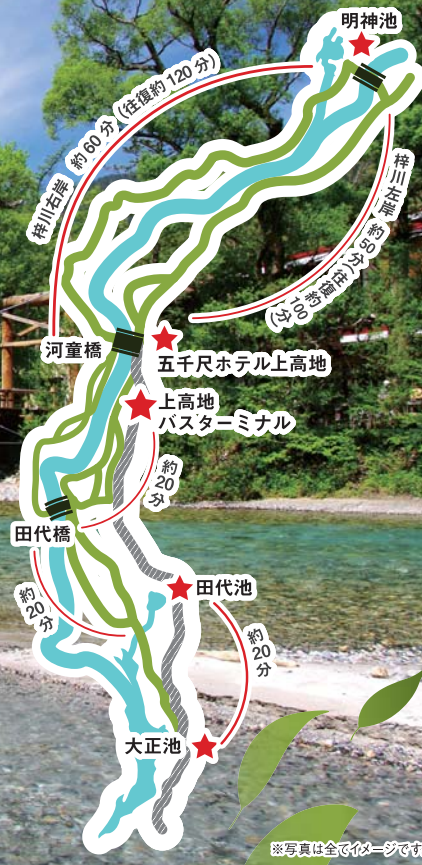 明神池
梓川右岸 約60分（往復約120分）
梓川左岸 約50分（往復約100分）
河童橋
五千尺ホテル上高地
上高地
バスターミナル
約20分
田代橋
田代池
約20分
約20分
大正池
※写真は全てイメージです